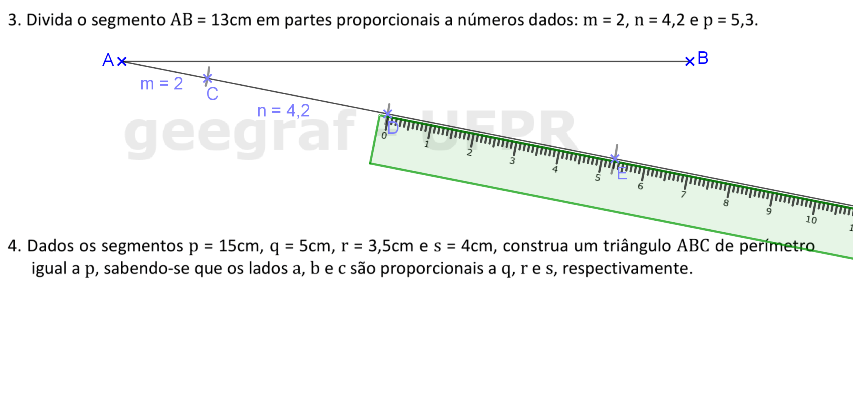 3. Divida o segmento AB = 13cm em partes proporcionais a números dados: m = 2, n = 4,2 e p = 5,3.
A B
m = 2
C
n = 4,2
geegraf UFPR
D
E
0 1 2 3 4 5 6 7 8 9 10 1
4. Dados os segmentos p = 15cm, q = 5cm, r = 3,5cm e s = 4cm, construa um triângulo ABC de perímetro
igual a p, sabendo-se que os lados a, b e c são proporcionais a q, r e s, respectivamente.